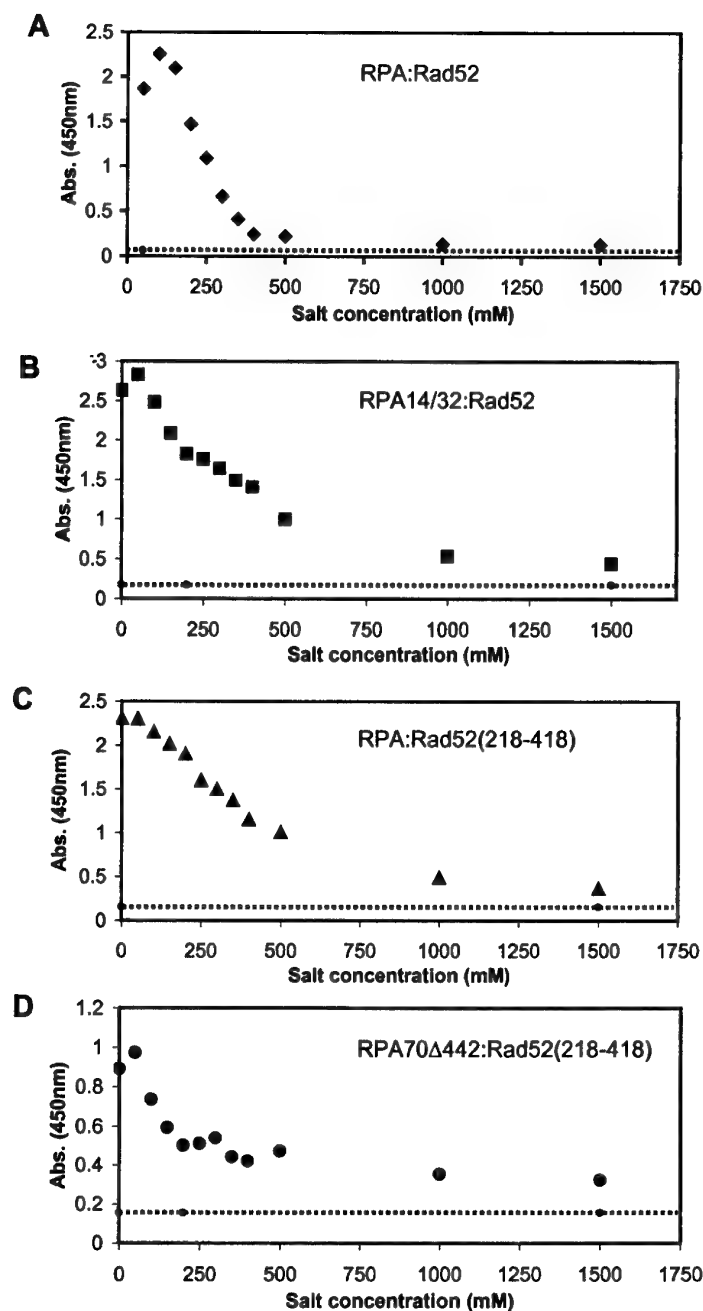 A
RPA:Rad52
Abs. (450nm)
2.5
2
1.5
1
0.5
0
0 250 500 750 1000 1250 1500 1750
Salt concentration (mM)
B
RPA14/32:Rad52
Abs. (450nm)
3
2.5
2
1.5
1
0.5
0
0 250 500 750 1000 1250 1500
Salt concentration (mM)
C
RPA:Rad52(218-418)
Abs. (450nm)
2.5
2
1.5
1
0.5
0
0 250 500 750 1000 1250 1500 1750
Salt concentration (mM)
D
RPA70Δ442:Rad52(218-418)
Abs. (450nm)
1.2
1
0.8
0.6
0.4
0.2
0
0 250 500 750 1000 1250 1500 1750
Salt concentration (mM)